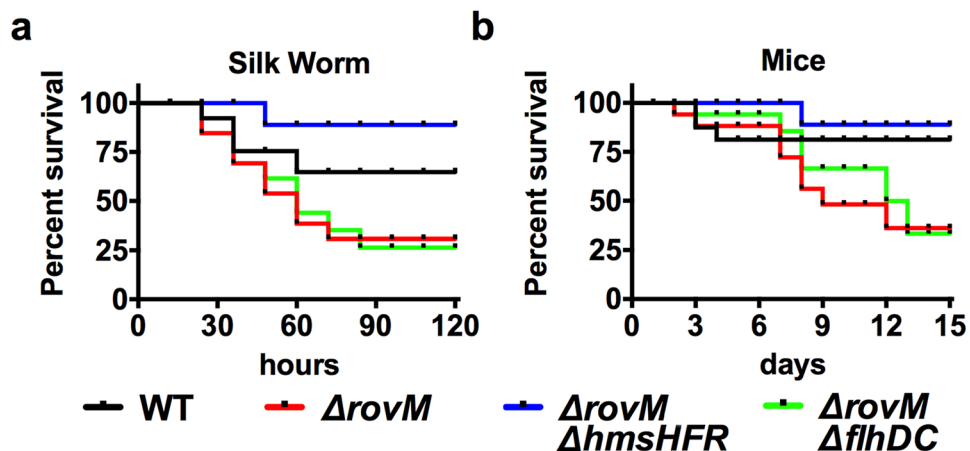 a
b
Silk Worm
Mice
Percent survival
100
75
50
25
0
0 30 60 90 120
hours
Percent survival
100
75
50
25
0
0 3 6 9 12 15
days
WT
ΔrovM
ΔrovM
ΔhmsHFR
ΔrovM
ΔflhDC